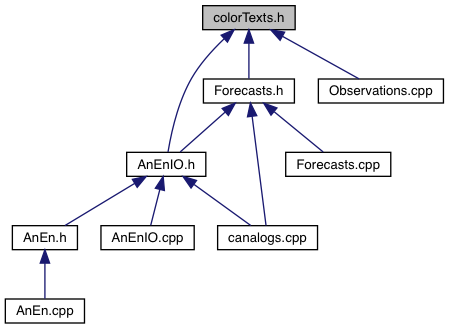 colorTexts.h
Forecasts.h
Observations.cpp
AnEnIO.h
Forecasts.cpp
AnEn.h
AnEnIO.cpp
canalogs.cpp
AnEn.cpp